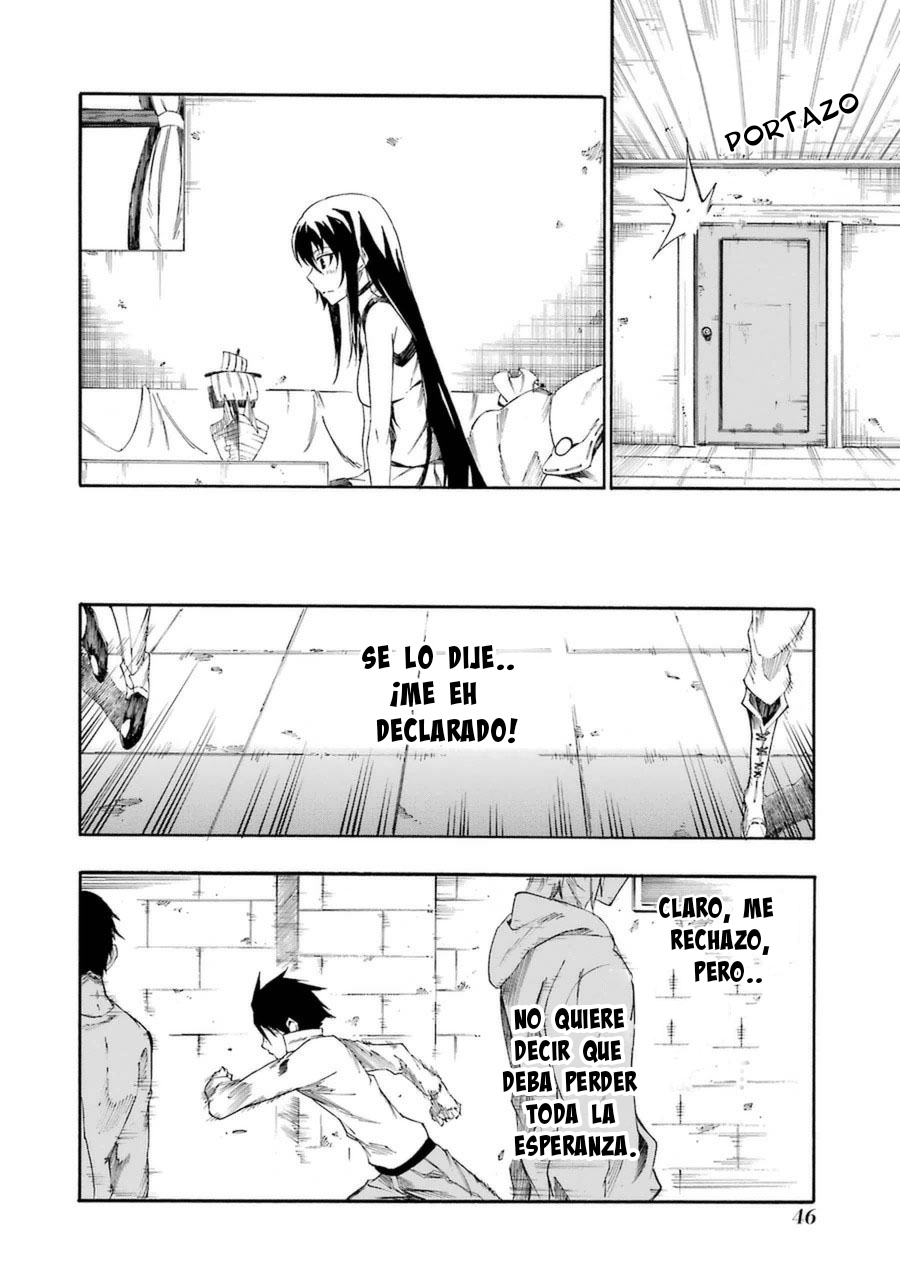 PORTAZO
SE LO DIJE..
¡ME EH
DECLARADO!
CLARO, ME
RECHAZO,
PERO..
NO QUIERE
DECIR QUE
DEBA PERDER
TODA LA
ESPERANZA.
46